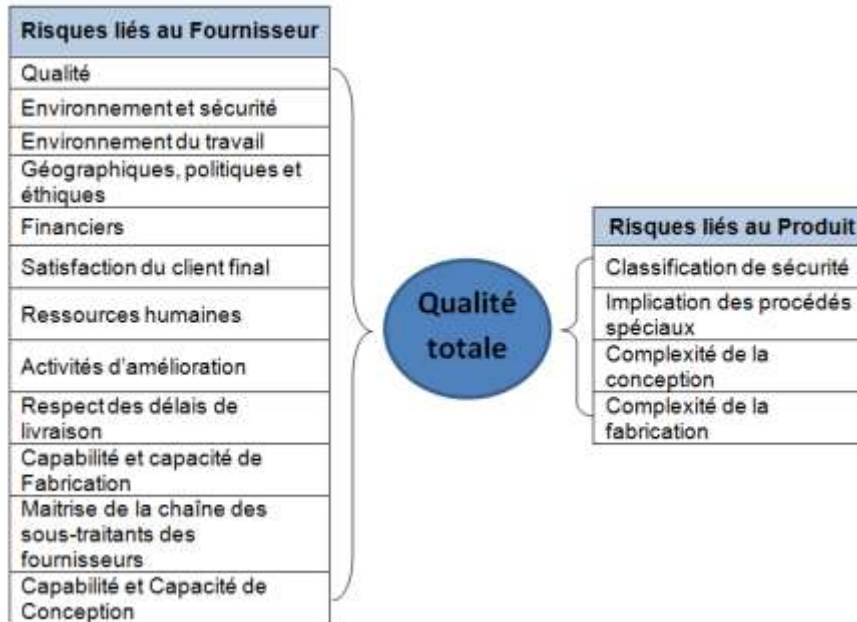 Risques liés au Fournisseur
Qualité
Environnement et sécurité
Environnement du travail
Géographiques, politiques et
éthiques
Financiers
Satisfaction du client final
Ressources humaines
Activités d'amélioration
Respect des délais de
livraison
Capabilité et capacité de
Fabrication
Maitrise de la chaîne des
sous-traitants des
fournisseurs
Capabilité et Capacité de
Conception
Qualité
totale
Risques liés au Produit
Classification de sécurité
Implication des procédés
spéciaux
Complexité de la
conception
Complexité de la
fabrication